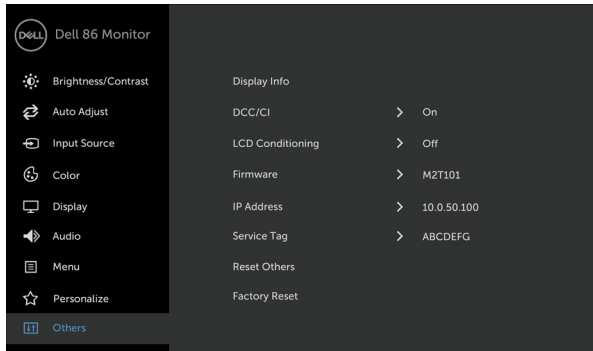 DELL Dell 86 Monitor
Brightness/Contrast Display Info
Auto Adjust DCC/CI > On
Input Source LCD Conditioning > Off
Color Firmware > M2T101
Display IP Address > 10.0.50.100
Audio Service Tag > ABCDEFG
Menu Reset Others
Personalize Factory Reset
Others